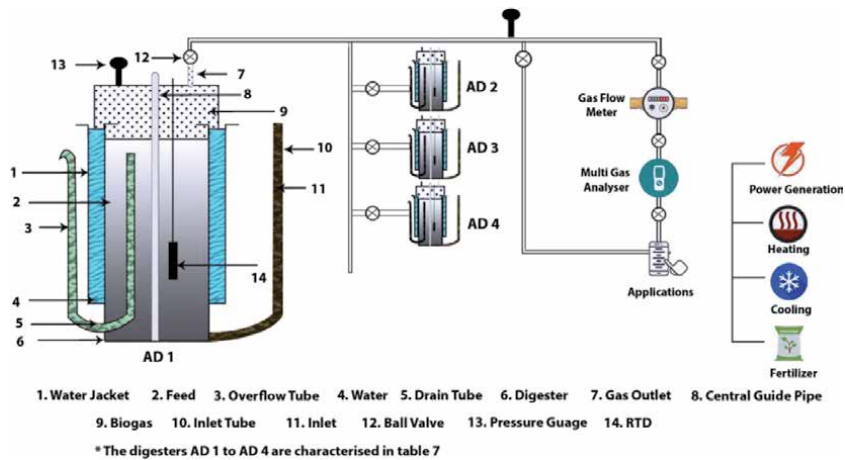 12
13
7
8
9
10
11
1
2
3
14
4
5
6
AD 1
AD 2
AD 3
AD 4
Gas Flow
Meter
Multi Gas
Analyser
Applications
Power Generation
Heating
Cooling
Fertilizer
1. Water Jacket 2. Feed 3. Overflow Tube 4. Water 5. Drain Tube 6. Digester 7. Gas Outlet 8. Central Guide Pipe
9. Biogas 10. Inlet Tube 11. Inlet 12. Ball Valve 13. Pressure Guage 14. RTD
* The digesters AD 1 to AD 4 are characterised in table 7